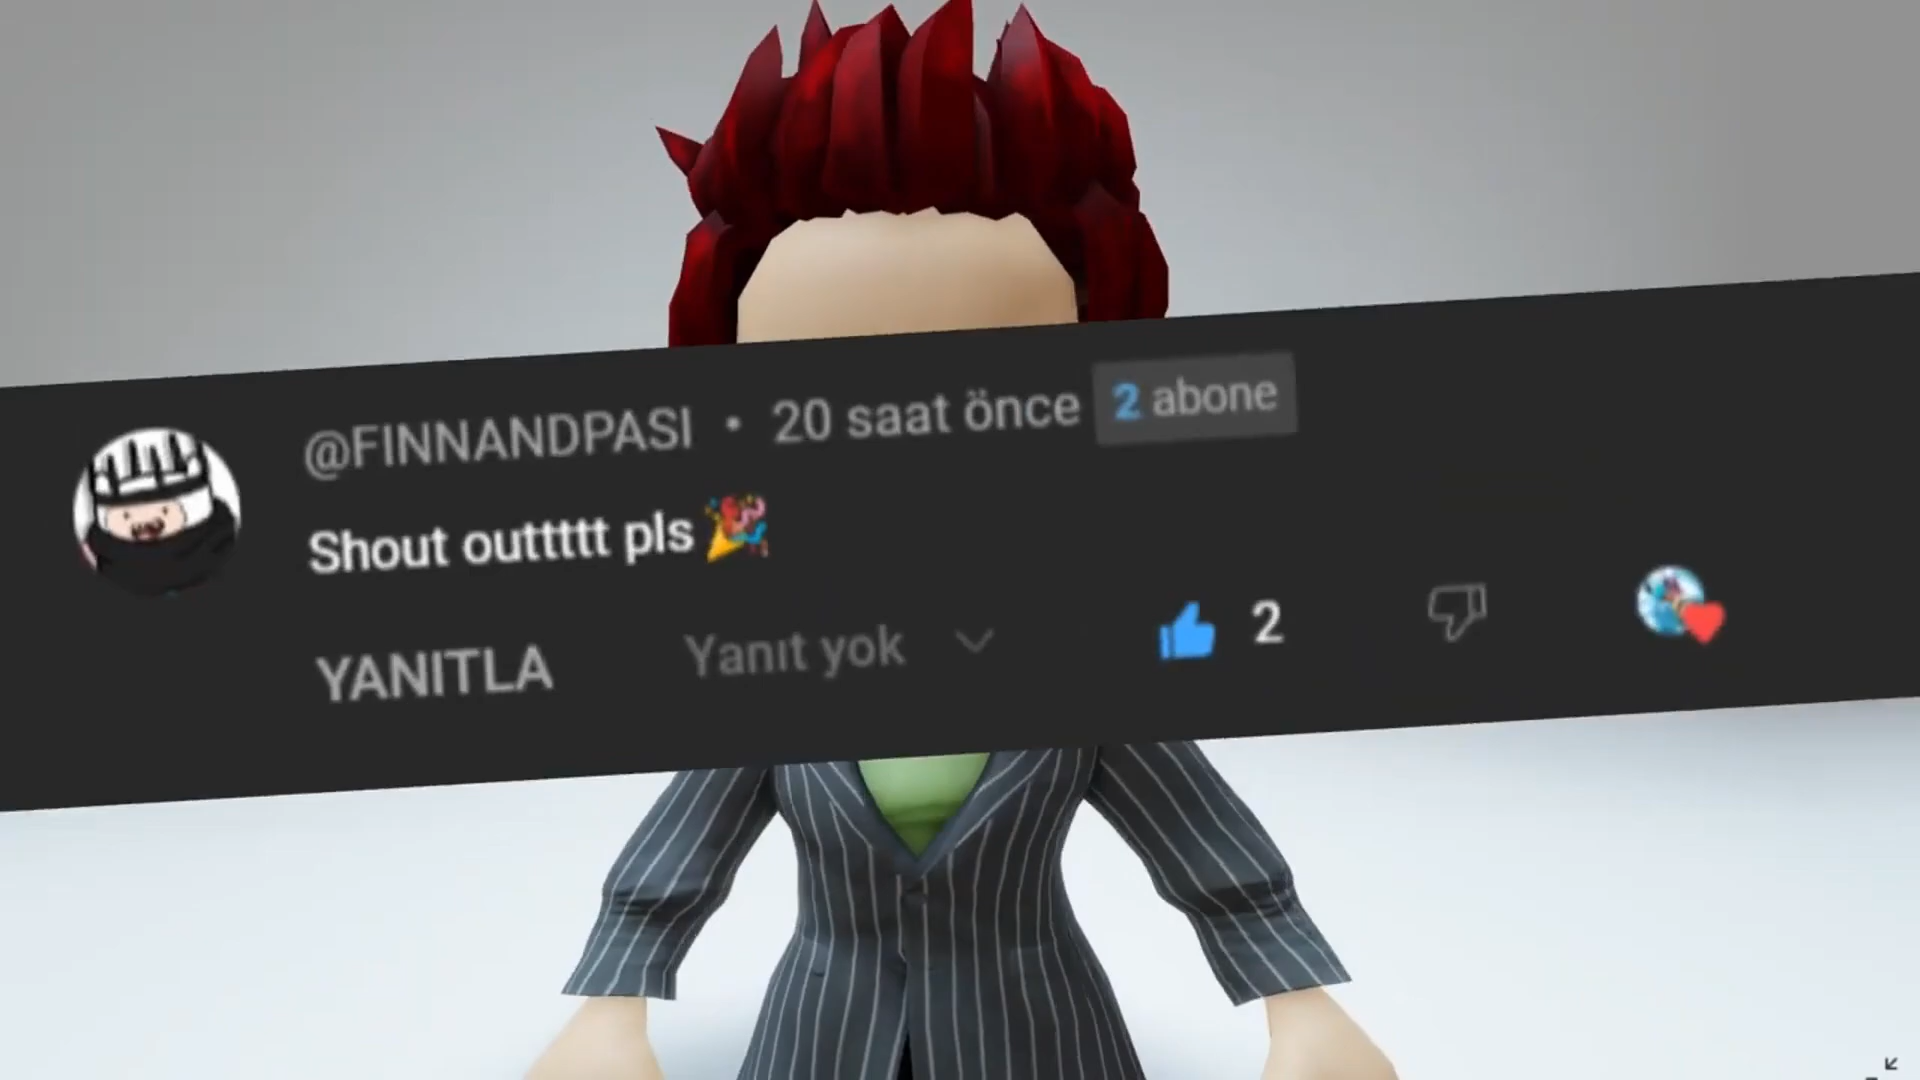 @FINNANDPASI • 20 saat önce 2 abone
Shout outtttt pls 🎉
YANITLA Yanıt yok 2